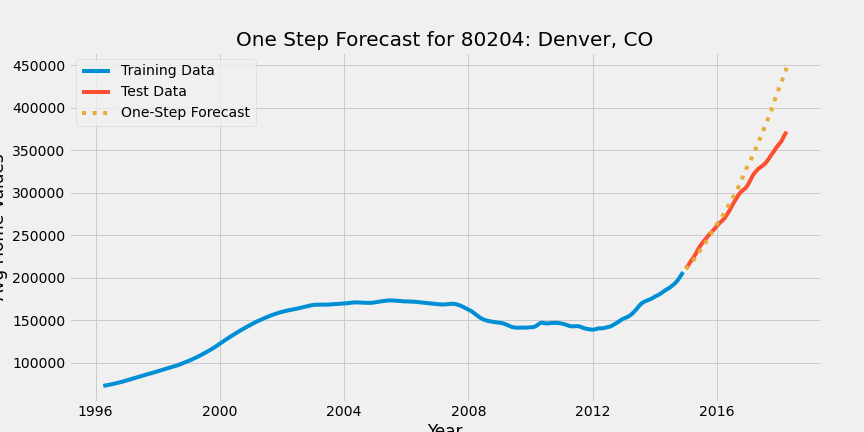 One Step Forecast for 80204: Denver, CO
Training Data
Test Data
One-Step Forecast
450000
400000
350000
300000
250000
200000
150000
100000
Avg Home Values
1996
2000
2004
2008
2012
2016
Year